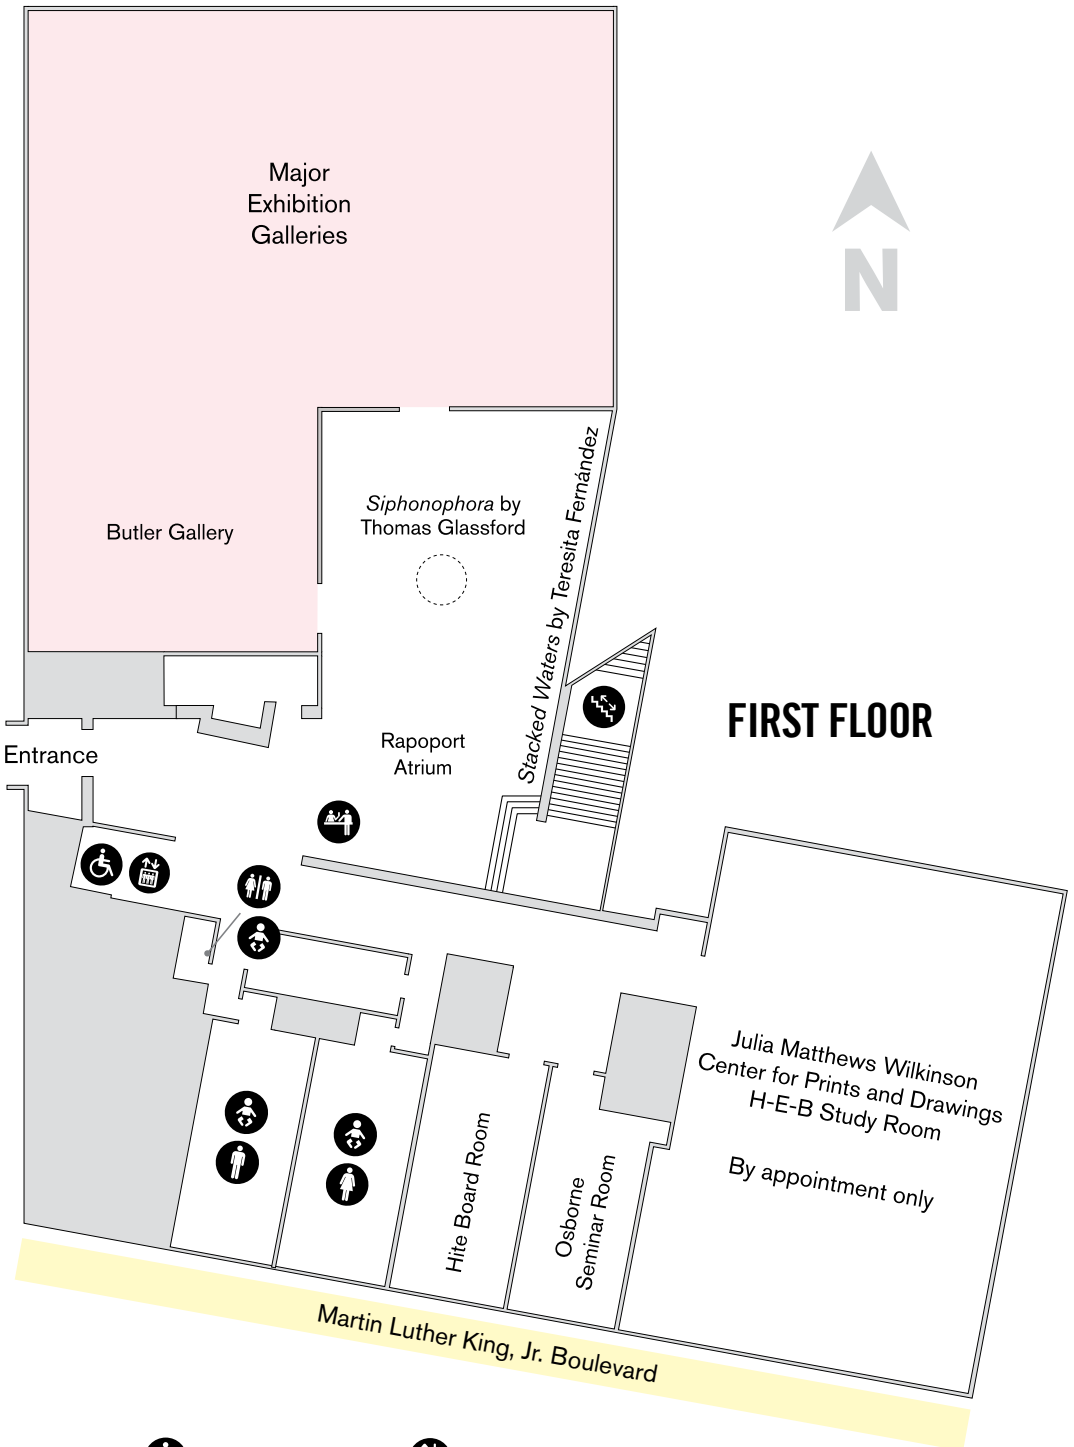 Major
Exhibition
Galleries
N
Siphonophora by
Thomas Glassford
Butler Gallery
Stacked Waters by Teresita Fernández
FIRST FLOOR
Entrance
Rapoport
Atrium
Julia Matthews Wilkinson
Center for Prints and Drawings
H-E-B Study Room
By appointment only
Hite Board Room
Osborne
Seminar Room
Martin Luther King, Jr. Boulevard